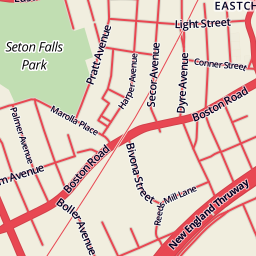 EASTCH
Light Street
Seton Falls
Park
Pratt Avenue
Harper Avenue
Secor Avenue
Dyre Avenue
Corner Street
Boston Road
Marolla Place
Palmer Avenue
Boston Road
Bivona Street
Reeds Mill Lane
Avenue
Boller Avenue
New England Thruway